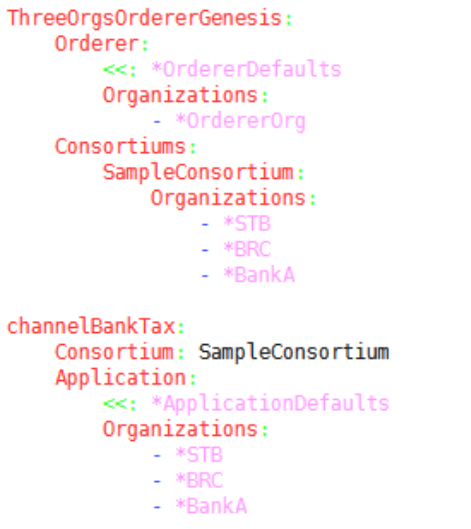 ThreeOrgsOrdererGenesis:
    Orderer:
        <<: *OrdererDefaults
        Organizations:
            - *OrdererOrg
    Consortiums:
        SampleConsortium:
            Organizations:
                - *STB
                - *BRC
                - *BankA

channelBankTax:
    Consortium: SampleConsortium
    Application:
        <<: *ApplicationDefaults
        Organizations:
            - *STB
            - *BRC
            - *BankA